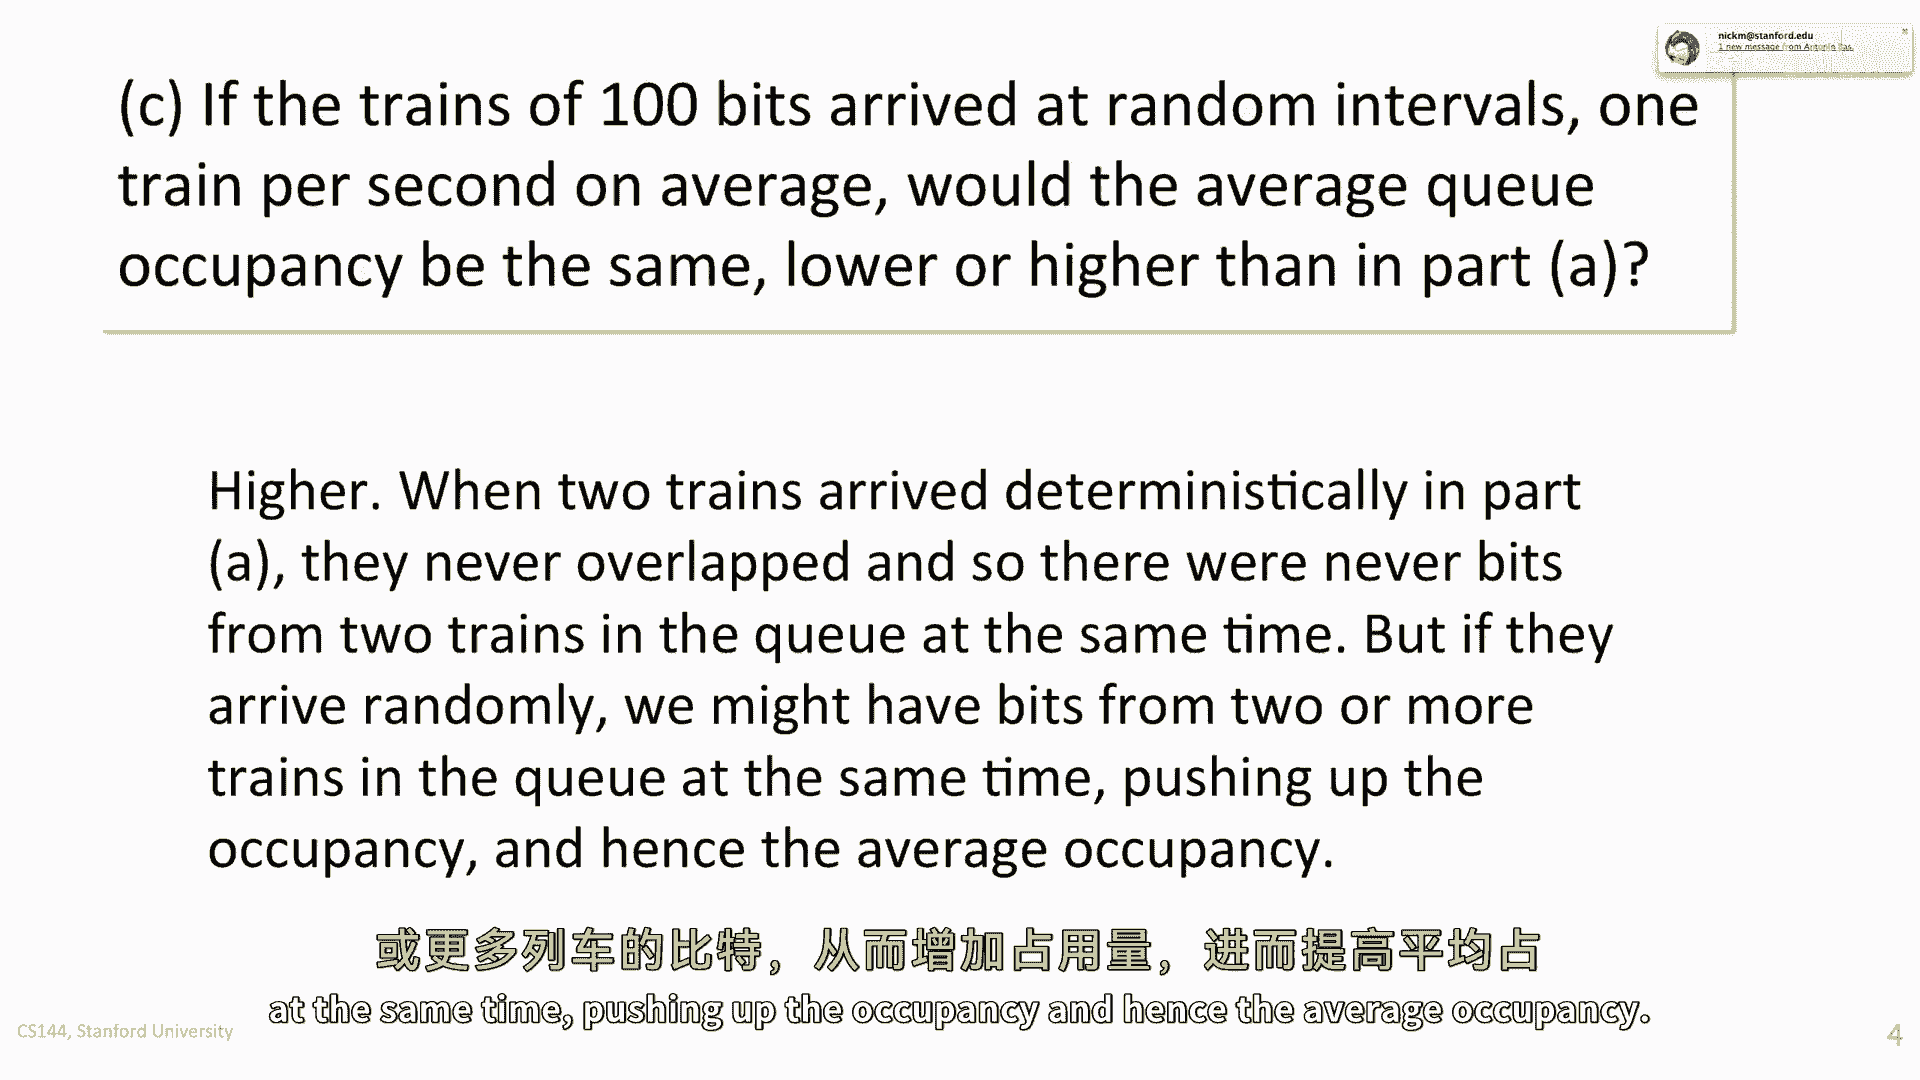 nickm@stanford.edu
1 new message from Antonio Bas.
(c) If the trains of 100 bits arrived at random intervals, one
train per second on average, would the average queue
occupancy be the same, lower or higher than in part (a)?
Higher. When two trains arrived deterministically in part
(a), they never overlapped and so there were never bits
from two trains in the queue at the same time. But if they
arrive randomly, we might have bits from two or more
trains in the queue at the same time, pushing up the
occupancy, and hence the average occupancy.
或更多列车的比特，从而增加占用量，进而提高平均占
at the same time, pushing up the occupancy and hence the average occupancy.
CS144, Stanford University
4